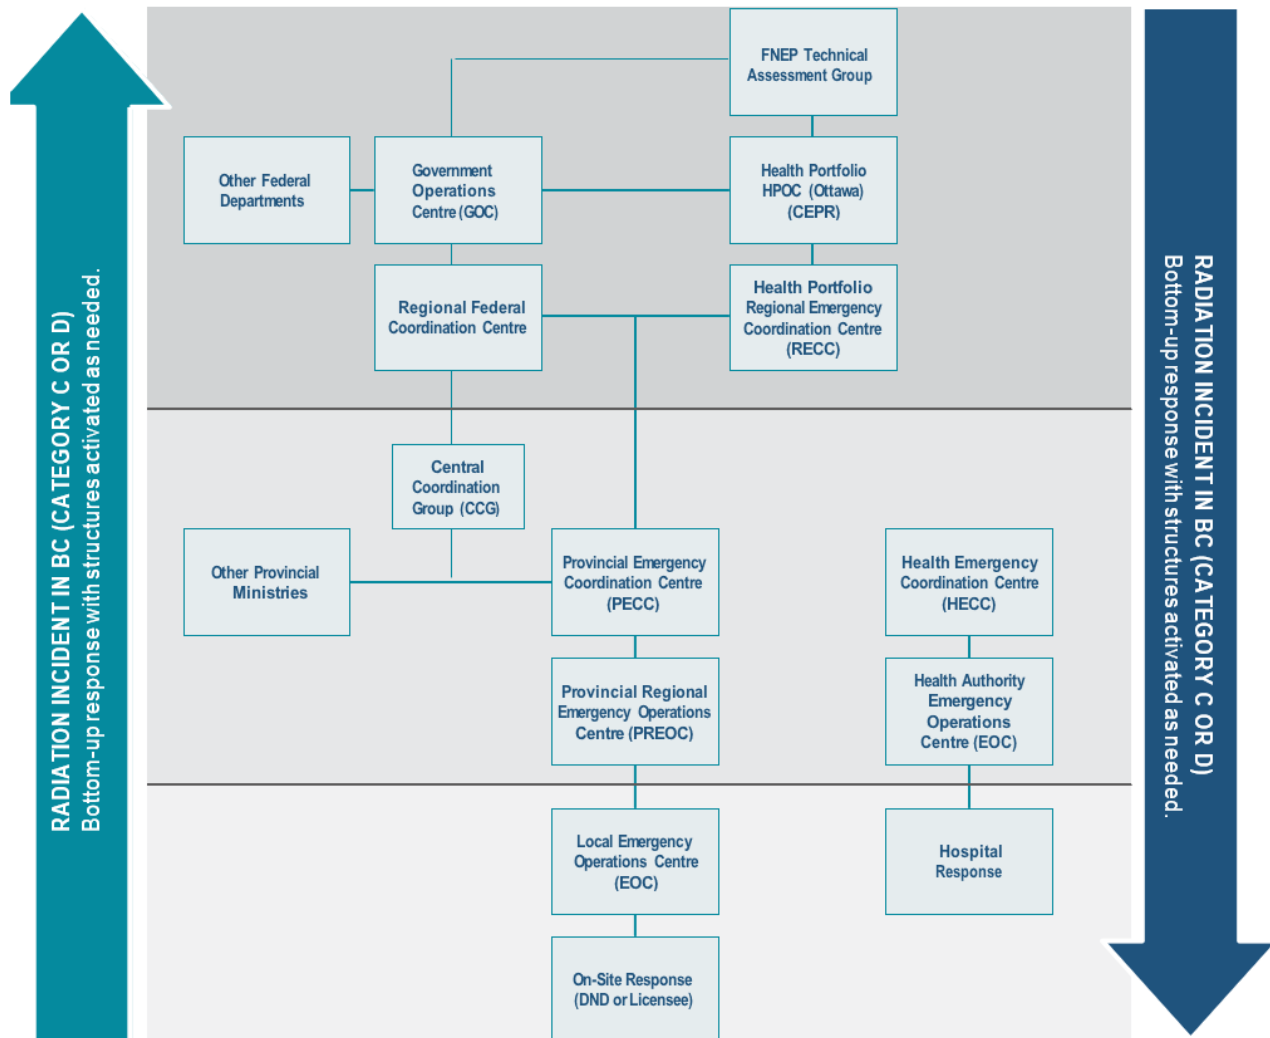 RADIATION INCIDENT IN BC (CATEGORY C OR D)
Bottom-up response with structures activated as needed.
FNEP Technical
Assessment Group
Other Federal
Departments
Government
Operations
Centre (GOC)
Health Portfolio
HPOC (Ottawa)
(CEPR)
Regional Federal
Coordination Centre
Health Portfolio
Regional Emergency
Coordination Centre
(RECC)
Central
Coordination
Group (CCG)
Other Provincial
Ministries
Provincial Emergency
Coordination Centre
(PECC)
Health Emergency
Coordination Centre
(HECC)
Provincial Regional
Emergency Operations
Centre (PREOC)
Health Authority
Emergency
Operations
Centre (EOC)
Local Emergency
Operations Centre
(EOC)
Hospital
Response
On-Site Response
(DND or Licensee)
RADIATION INCIDENT IN BC (CATEGORY C OR D)
Bottom-up response with structures activated as needed.